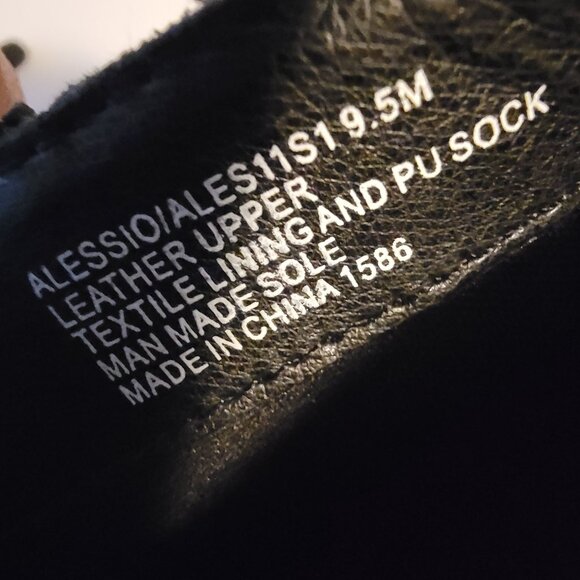 ALESSIO/ALES11S1 9.5M
LEATHER UPPER
TEXTILE LINING AND PU SOCK
MAN MADE SOLE
MADE IN CHINA 1586